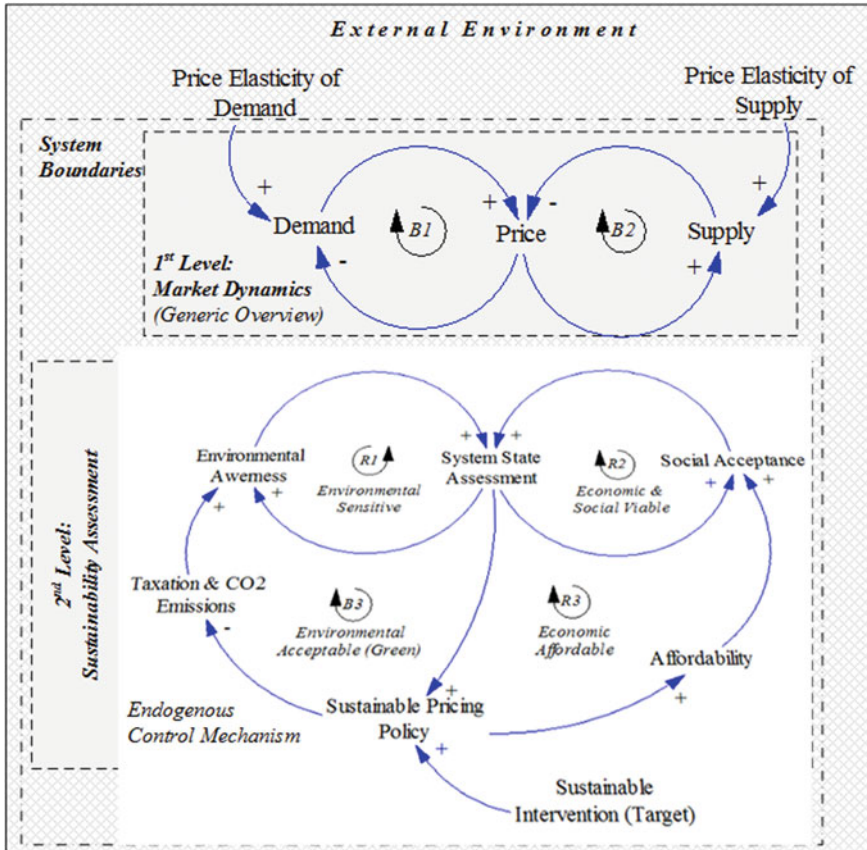 External Environment
Price Elasticity of
Demand
Price Elasticity of
Supply
System
Boundaries
+
+
Demand
B1
+
-
Price
B2
Supply
-
+
1st Level:
Market Dynamics
(Generic Overview)
2nd Level:
Sustainability Assessment
Environmental
Awerness
+
+
R1
Environmental
Sensitive
+
+
System State
Assessment
R2
Economic &
Social Viable
Social Acceptance
+
+
Taxation & CO2
Emissions
-
B3
Environmental
Acceptable (Green)
R3
Economic
Affordable
Affordability
+
Endogenous
Control Mechanism
+
Sustainable Pricing
Policy
+
Sustainable
Intervention (Target)